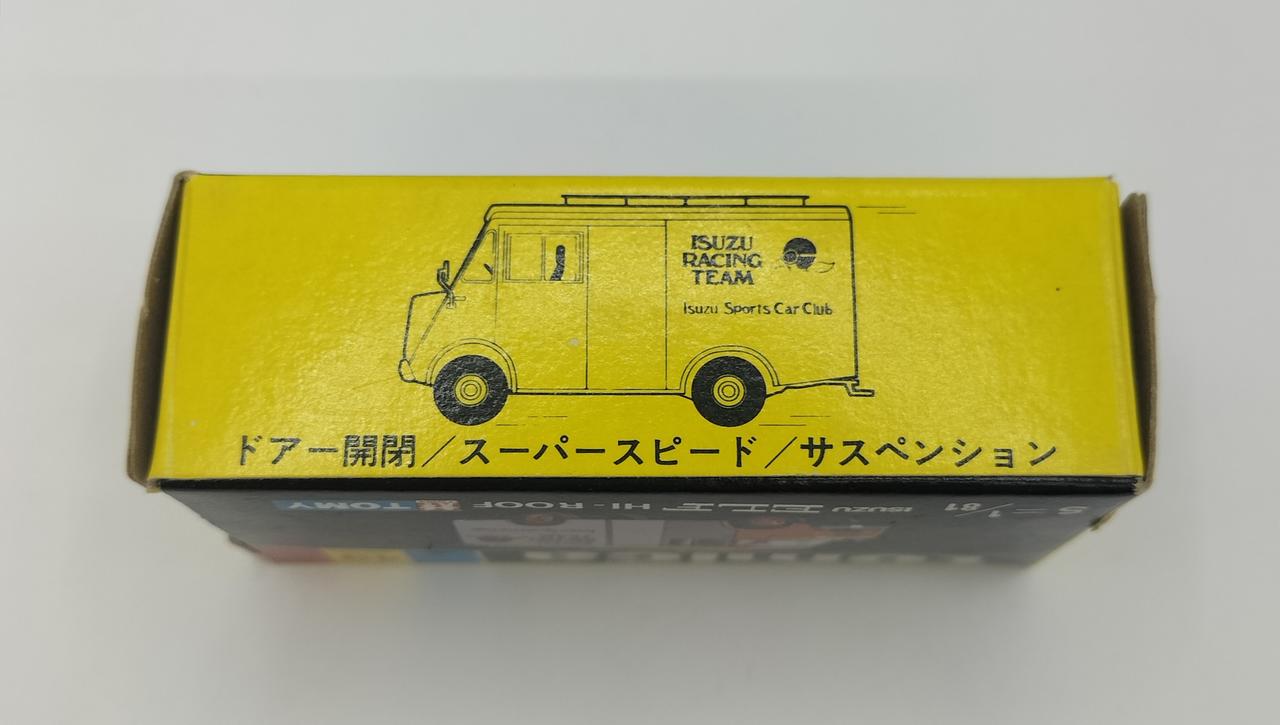 ISUZU
RACING
TEAM
Isuzu Sports Car Club
ドアー開閉／スーパースピード／サスペンション
S=1/81 ISUZU エルフ HI-ROOF TOMY